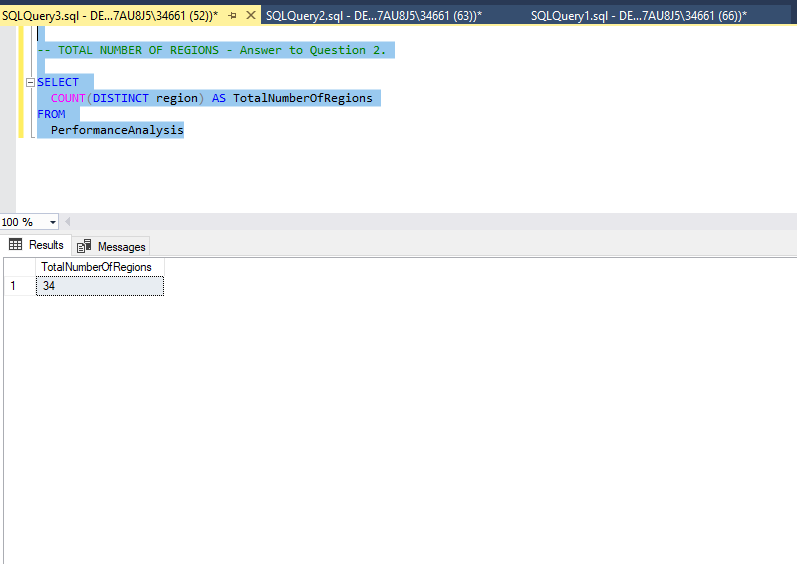 SQLQuery3.sql - DE...7AU8J5\34661 (52))* SQLQuery2.sql - DE...7AU8J5\34661 (63))* SQLQuery1.sql - DE...7AU8J5\34661 (66))*
-- TOTAL NUMBER OF REGIONS - Answer to Question 2.
SELECT
COUNT(DISTINCT region) AS TotalNumberOfRegions
FROM
PerformanceAnalysis
100 %
Results Messages
TotalNumberOfRegions
1 34